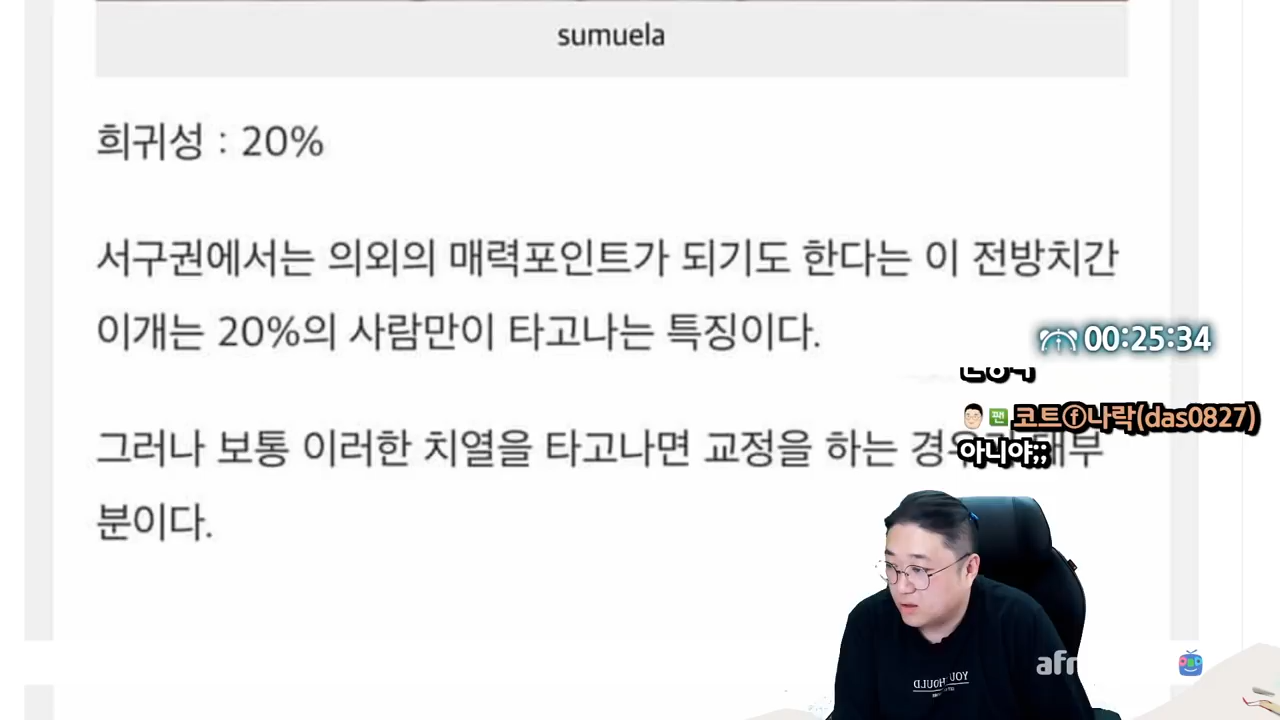 sumuela
희귀성 : 20%
서구권에서는 의외의 매력포인트가 되기도 한다는 이 전방치간
이개는 20%의 사람만이 타고나는 특징이다.
00:25:34
코트ⓕ나락(das0827)
아니야;;
그러나 보통 이러한 치열을 타고나면 교정을 하는
분이다.
YOU